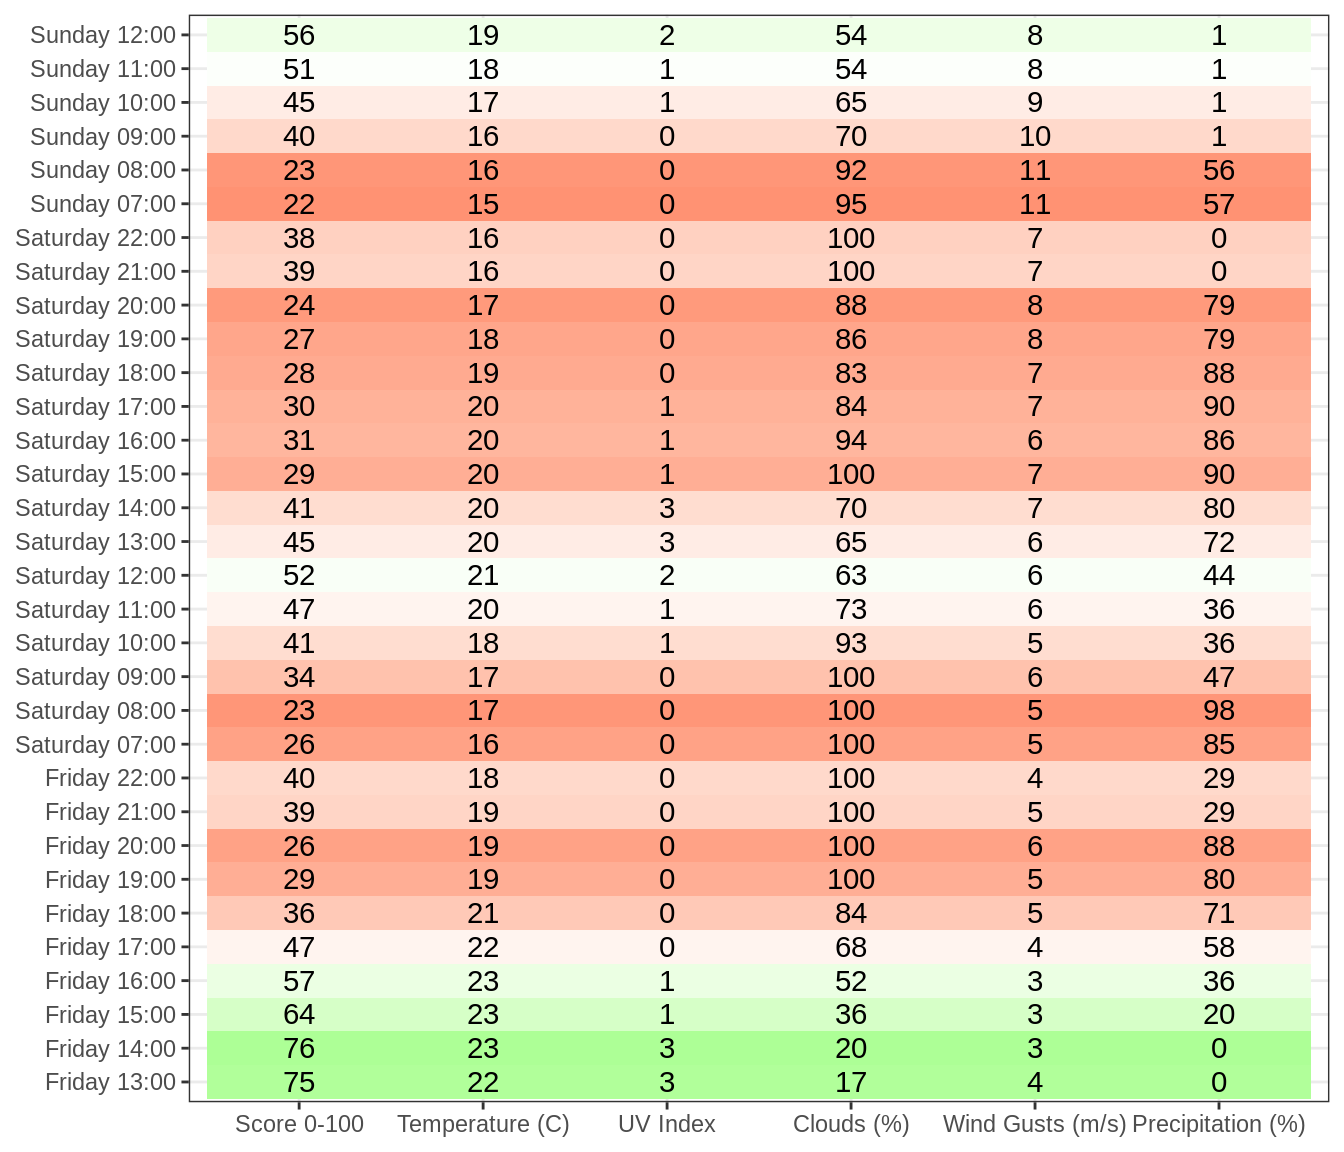 Sunday 12:00 56 19 2 54 8 1
Sunday 11:00 51 18 1 54 8 1
Sunday 10:00 45 17 1 65 9 1
Sunday 09:00 40 16 0 70 10 1
Sunday 08:00 23 16 0 92 11 56
Sunday 07:00 22 15 0 95 11 57
Saturday 22:00 38 16 0 100 7 0
Saturday 21:00 39 16 0 100 7 0
Saturday 20:00 24 17 0 88 8 79
Saturday 19:00 27 18 0 86 8 79
Saturday 18:00 28 19 0 83 7 88
Saturday 17:00 30 20 1 84 7 90
Saturday 16:00 31 20 1 94 6 86
Saturday 15:00 29 20 1 100 7 90
Saturday 14:00 41 20 3 70 7 80
Saturday 13:00 45 20 3 65 6 72
Saturday 12:00 52 21 2 63 6 44
Saturday 11:00 47 20 1 73 6 36
Saturday 10:00 41 18 1 93 5 36
Saturday 09:00 34 17 0 100 6 47
Saturday 08:00 23 17 0 100 5 98
Saturday 07:00 26 16 0 100 5 85
Friday 22:00 40 18 0 100 4 29
Friday 21:00 39 19 0 100 5 29
Friday 20:00 26 19 0 100 6 88
Friday 19:00 29 19 0 100 5 80
Friday 18:00 36 21 0 84 5 71
Friday 17:00 47 22 0 68 4 58
Friday 16:00 57 23 1 52 3 36
Friday 15:00 64 23 1 36 3 20
Friday 14:00 76 23 3 20 3 0
Friday 13:00 75 22 3 17 4 0
Score 0-100 Temperature (C) UV Index Clouds (%) Wind Gusts (m/s) Precipitation (%)